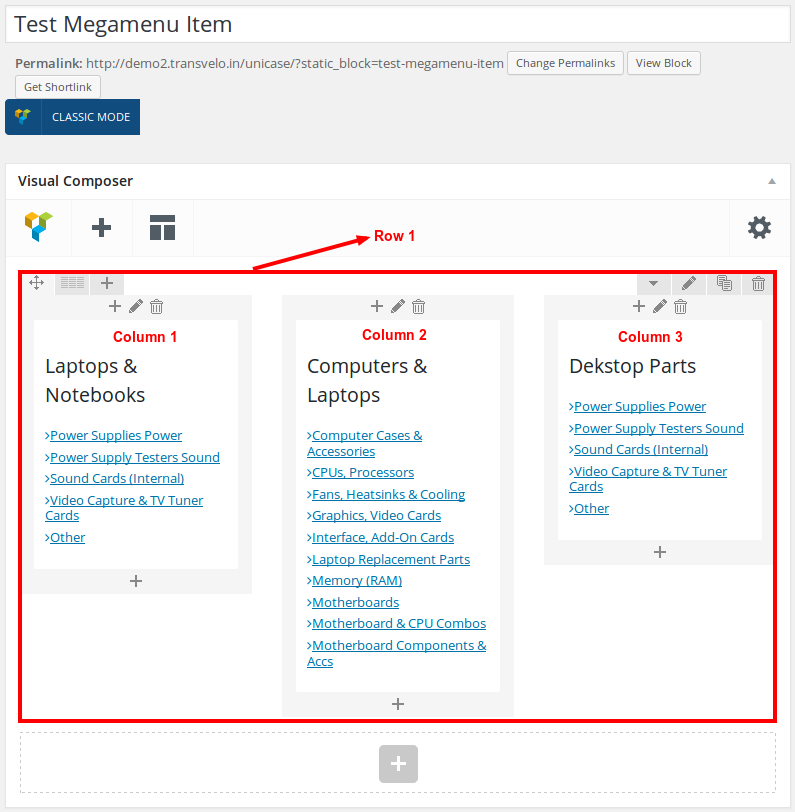 Test Megamenu Item
Permalink: http://demo2.transvelo.in/unicase/?static_block=test-megamenu-item Change Permalinks View Block
Get Shortlink
CLASSIC MODE
Visual Composer
Row 1
Column 1
Laptops &
Notebooks
Power Supplies Power
Power Supply Testers Sound
Sound Cards (Internal)
Video Capture & TV Tuner
Cards
Other
Column 2
Computers &
Laptops
Computer Cases &
Accessories
CPUs, Processors
Fans, Heatsinks & Cooling
Graphics, Video Cards
Interface, Add-On Cards
Laptop Replacement Parts
Memory (RAM)
Motherboards
Motherboard & CPU Combos
Motherboard Components &
Accs
Column 3
Dekstop Parts
Power Supplies Power
Power Supply Testers Sound
Sound Cards (Internal)
Video Capture & TV Tuner
Cards
Other